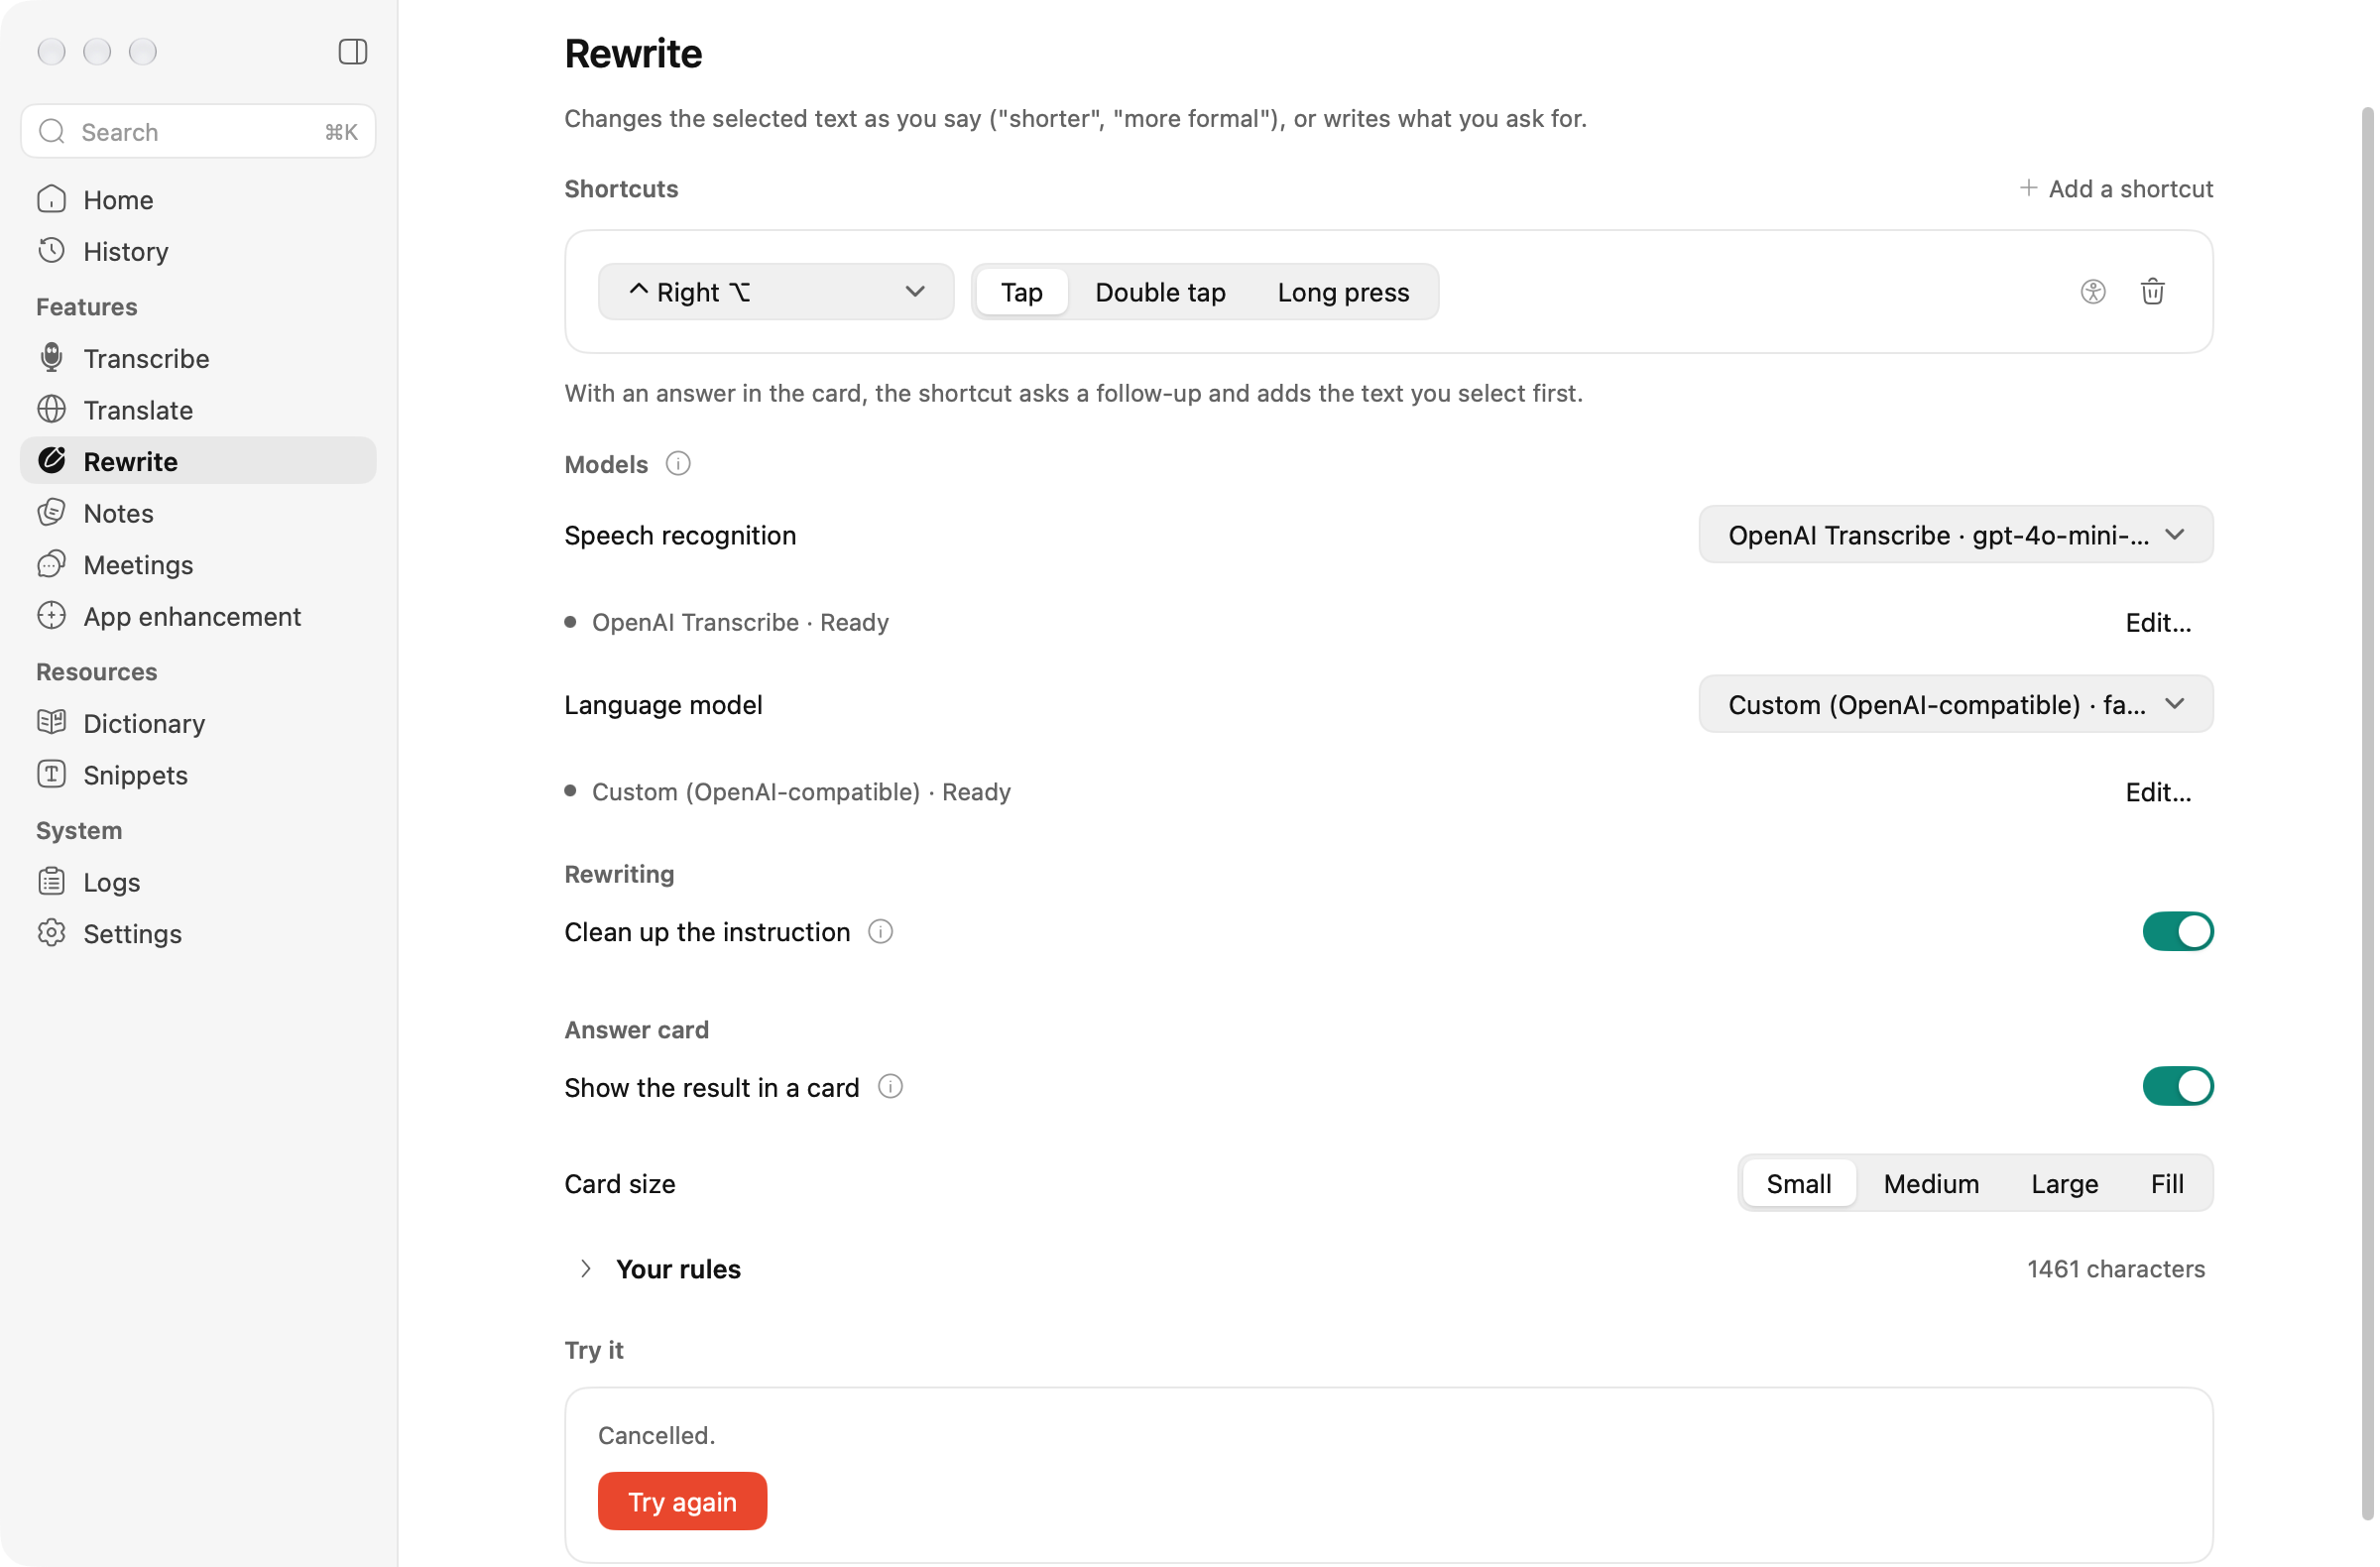 Search ⌘K
Home
History
Features
Transcribe
Translate
Rewrite
Notes
Meetings
App enhancement
Resources
Dictionary
Snippets
System
Logs
Settings
Rewrite
Changes the selected text as you say ("shorter", "more formal"), or writes what you ask for.
Shortcuts
+ Add a shortcut
^ Right ⌥
Tap Double tap Long press
With an answer in the card, the shortcut asks a follow-up and adds the text you select first.
Models
Speech recognition
OpenAI Transcribe · gpt-4o-mini-...
OpenAI Transcribe · Ready
Edit...
Language model
Custom (OpenAI-compatible) · fa...
Custom (OpenAI-compatible) · Ready
Edit...
Rewriting
Clean up the instruction
Answer card
Show the result in a card
Card size
Small Medium Large Fill
Your rules
1461 characters
Try it
Cancelled.
Try again